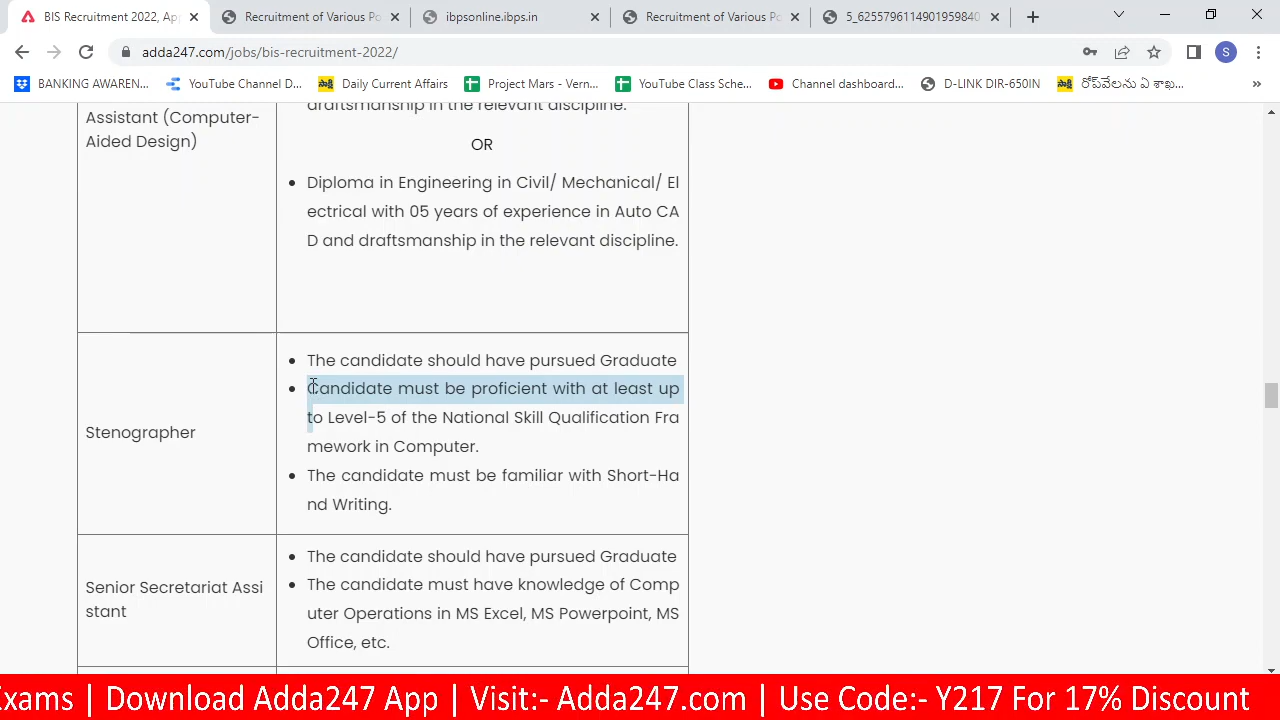 BIS Recruitment 2022, Ap
Recruitment of Various Po
ibpsonline.ibps.in
Recruitment of Various Po
5_6255796114901959840
adda247.com/jobs/bis-recruitment-2022/
S
BANKING AWAREN...
YouTube Channel D...
Daily Current Affairs
Project Mars - Vern...
YouTube Class Sche...
Channel dashboard...
D-LINK DIR-650IN
రోప్‌వేలను ఏ శాఖ...
»
draftsmanship in the relevant discipline.
Assistant (Computer-
Aided Design)
OR
Diploma in Engineering in Civil/ Mechanical/ El
ectrical with 05 years of experience in Auto CA
D and draftsmanship in the relevant discipline.
Stenographer
The candidate should have pursued Graduate
Candidate must be proficient with at least up
to Level-5 of the National Skill Qualification Fra
mework in Computer.
The candidate must be familiar with Short-Ha
nd Writing.
Senior Secretariat Assi
stant
The candidate should have pursued Graduate
The candidate must have knowledge of Comp
uter Operations in MS Excel, MS Powerpoint, MS
Office, etc.
Exams | Download Adda247 App | Visit:- Adda247.com | Use Code:- Y217 For 17% Discount